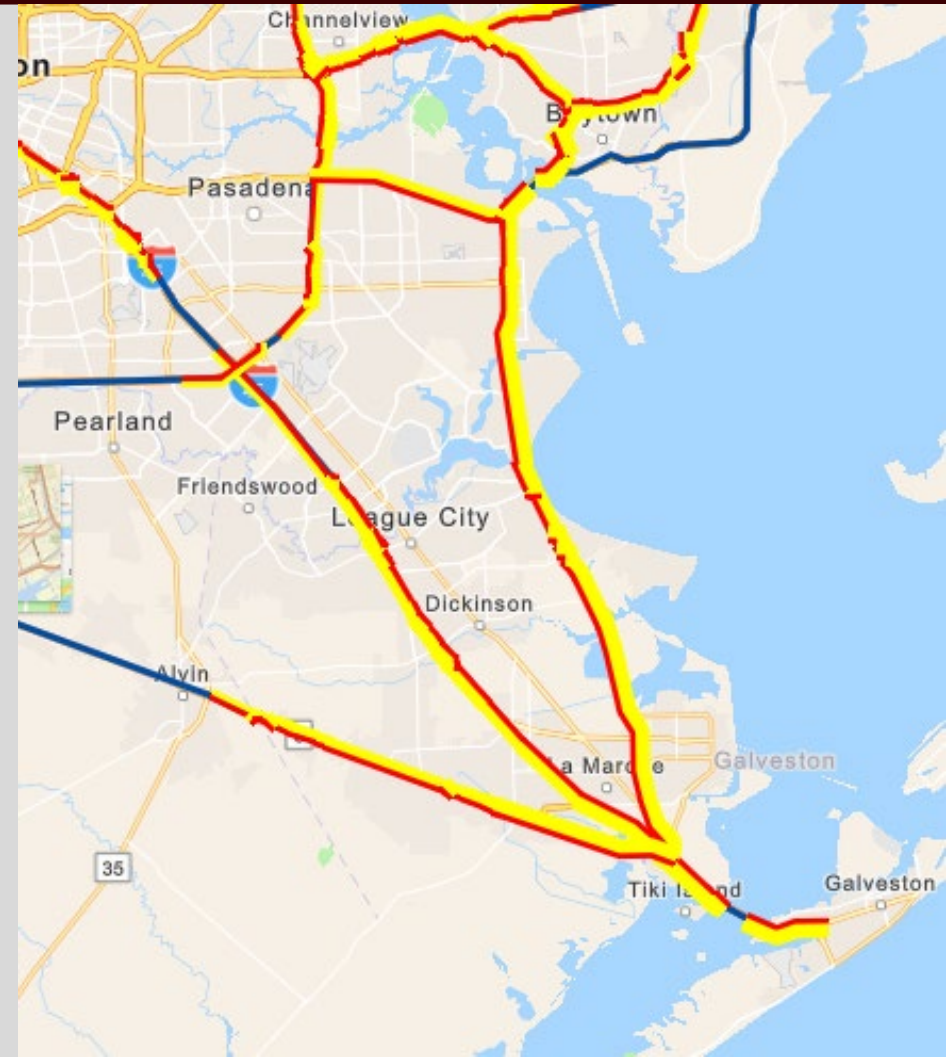 Channelview
on
Baytown
Pasadena
Pearland
Friendswood
League City
Dickinson
Alvin
La Marque
Galveston
35
Tiki Island
Galveston